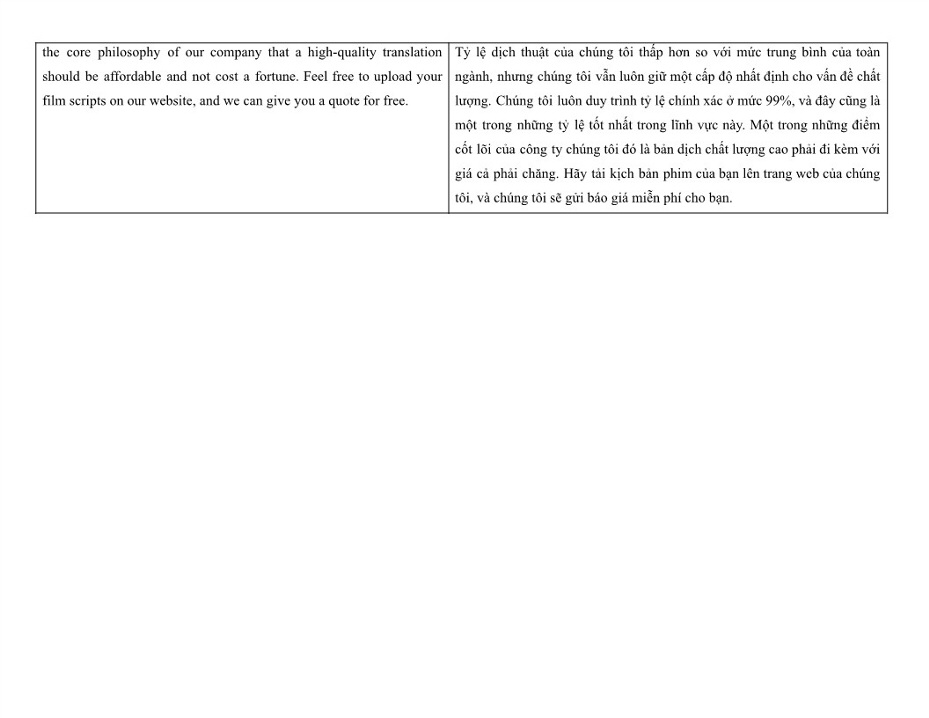 the core philosophy of our company that a high-quality translation
should be affordable and not cost a fortune. Feel free to upload your
film scripts on our website, and we can give you a quote for free.
Tỷ lệ dịch thuật của chúng tôi thấp hơn so với mức trung bình của toàn
ngành, nhưng chúng tôi vẫn luôn giữ một cấp độ nhất định cho vấn đề chất
lượng. Chúng tôi luôn duy trì tỷ lệ chính xác ở mức 99%, và đây cũng là
một trong những tỷ lệ tốt nhất trong lĩnh vực này. Một trong những điểm
cốt lõi của công ty chúng tôi đó là bản dịch chất lượng cao phải đi kèm với
giá cả phải chăng. Hãy tải kịch bản phim của bạn lên trang web của chúng
tôi, và chúng tôi sẽ gửi báo giá miễn phí cho bạn.